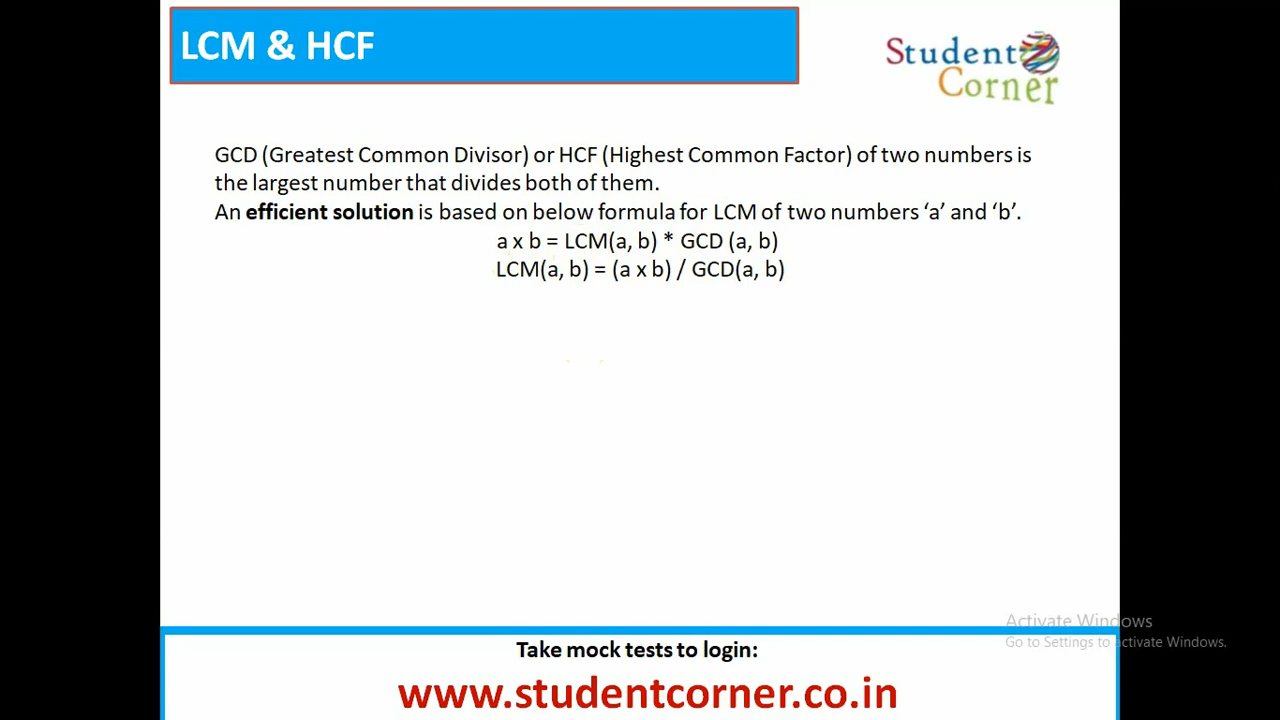 LCM & HCF
Student
Corner
GCD (Greatest Common Divisor) or HCF (Highest Common Factor) of two numbers is
the largest number that divides both of them.
An efficient solution is based on below formula for LCM of two numbers ‘a’ and ‘b’.
a x b = LCM(a, b) * GCD (a, b)
LCM(a, b) = (a x b) / GCD(a, b)
Activate Windows
Go to Settings to activate Windows.
Take mock tests to login:
www.studentcorner.co.in